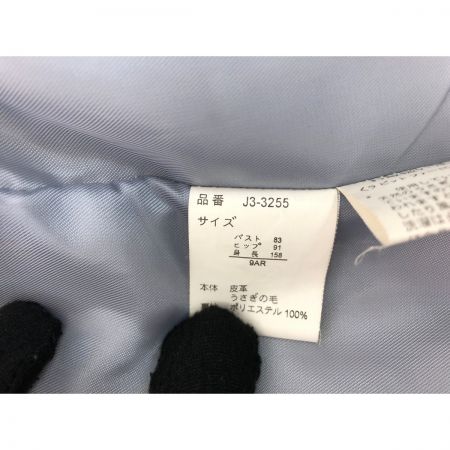 品番 J3-3255
サイズ
バスト 83
ヒップ 91
身長 158
9AR
本体 皮革
うさぎの毛
ポリエステル 100%